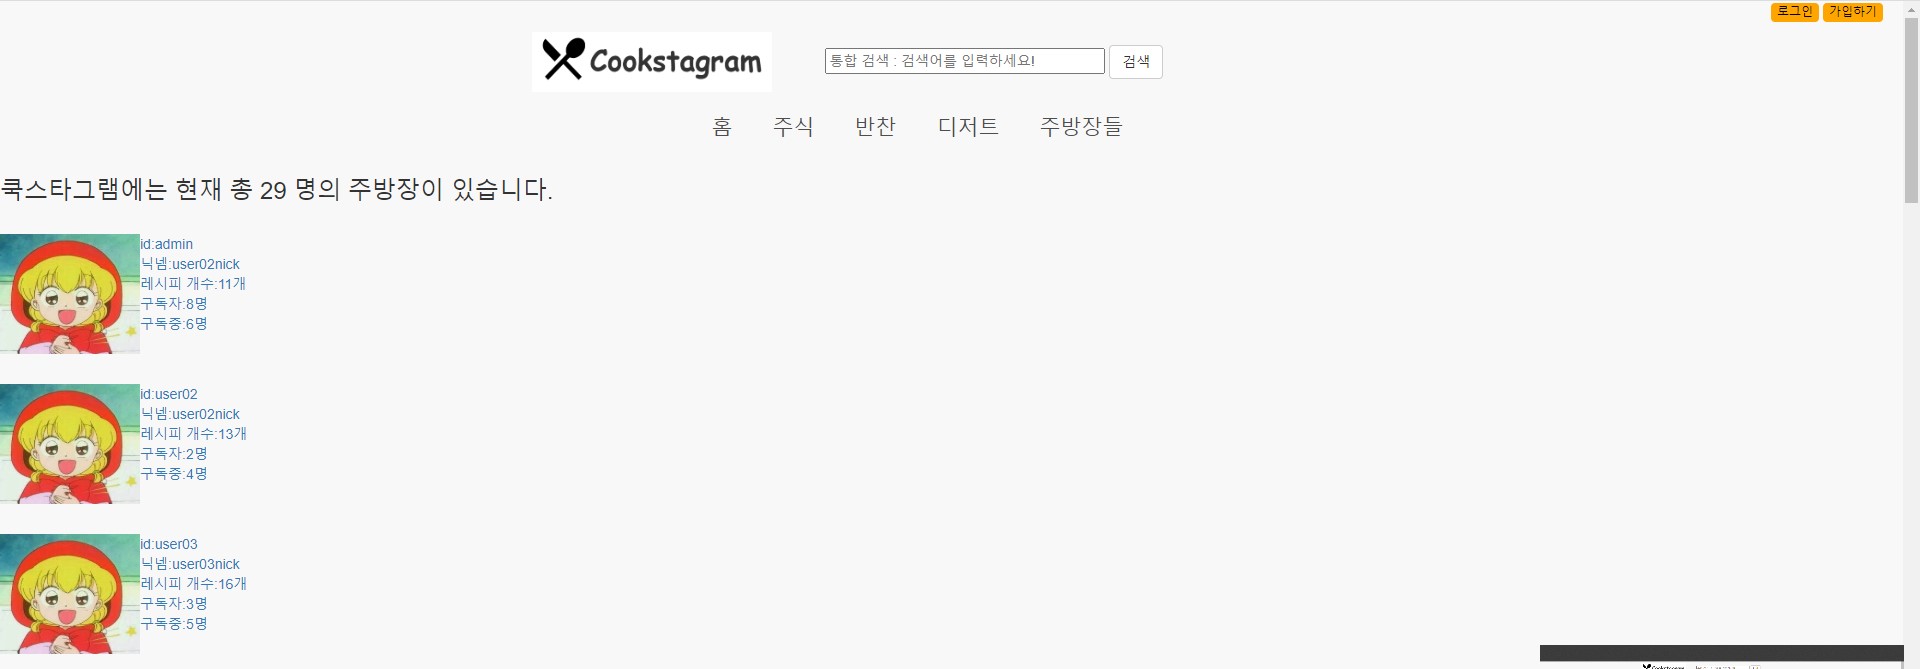 로그인 가입하기
Cookstagram
통합 검색 : 검색어를 입력하세요! 검색
홈 주식 반찬 디저트 주방장들
쿡스타그램에는 현재 총 29 명의 주방장이 있습니다.
id:admin
닉넴:user02nick
레시피 개수:11개
구독자:8명
구독중:6명
id:user02
닉넴:user02nick
레시피 개수:13개
구독자:2명
구독중:4명
id:user03
닉넴:user03nick
레시피 개수:16개
구독자:3명
구독중:5명
Cookstagram